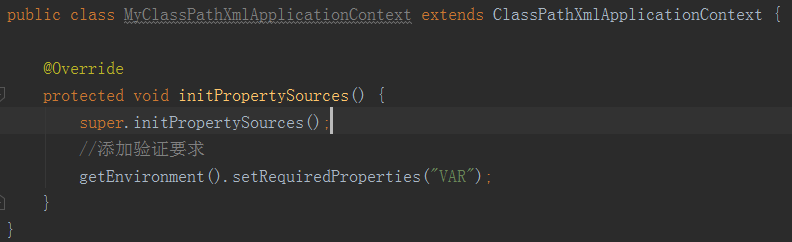 public class MyClassPathXmlApplicationContext extends ClassPathXmlApplicationContext {
@Override
protected void initPropertySources() {
super.initPropertySources();
//添加验证要求
getEnvironment().setRequiredProperties("VAR");
}
}